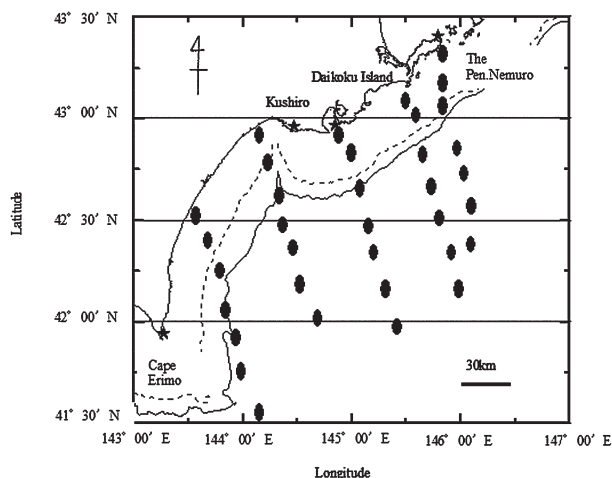 43° 30′ N
The
Pen.Nemuro
Daikoku Island
Kushiro
43° 00′ N
Latitude
42° 30′ N
42° 00′ N
Cape
Erimo
30km
41° 30′ N
143° 00′ E
144° 00′ E
145° 00′ E
146° 00′ E
147° 00′ E
Longitude